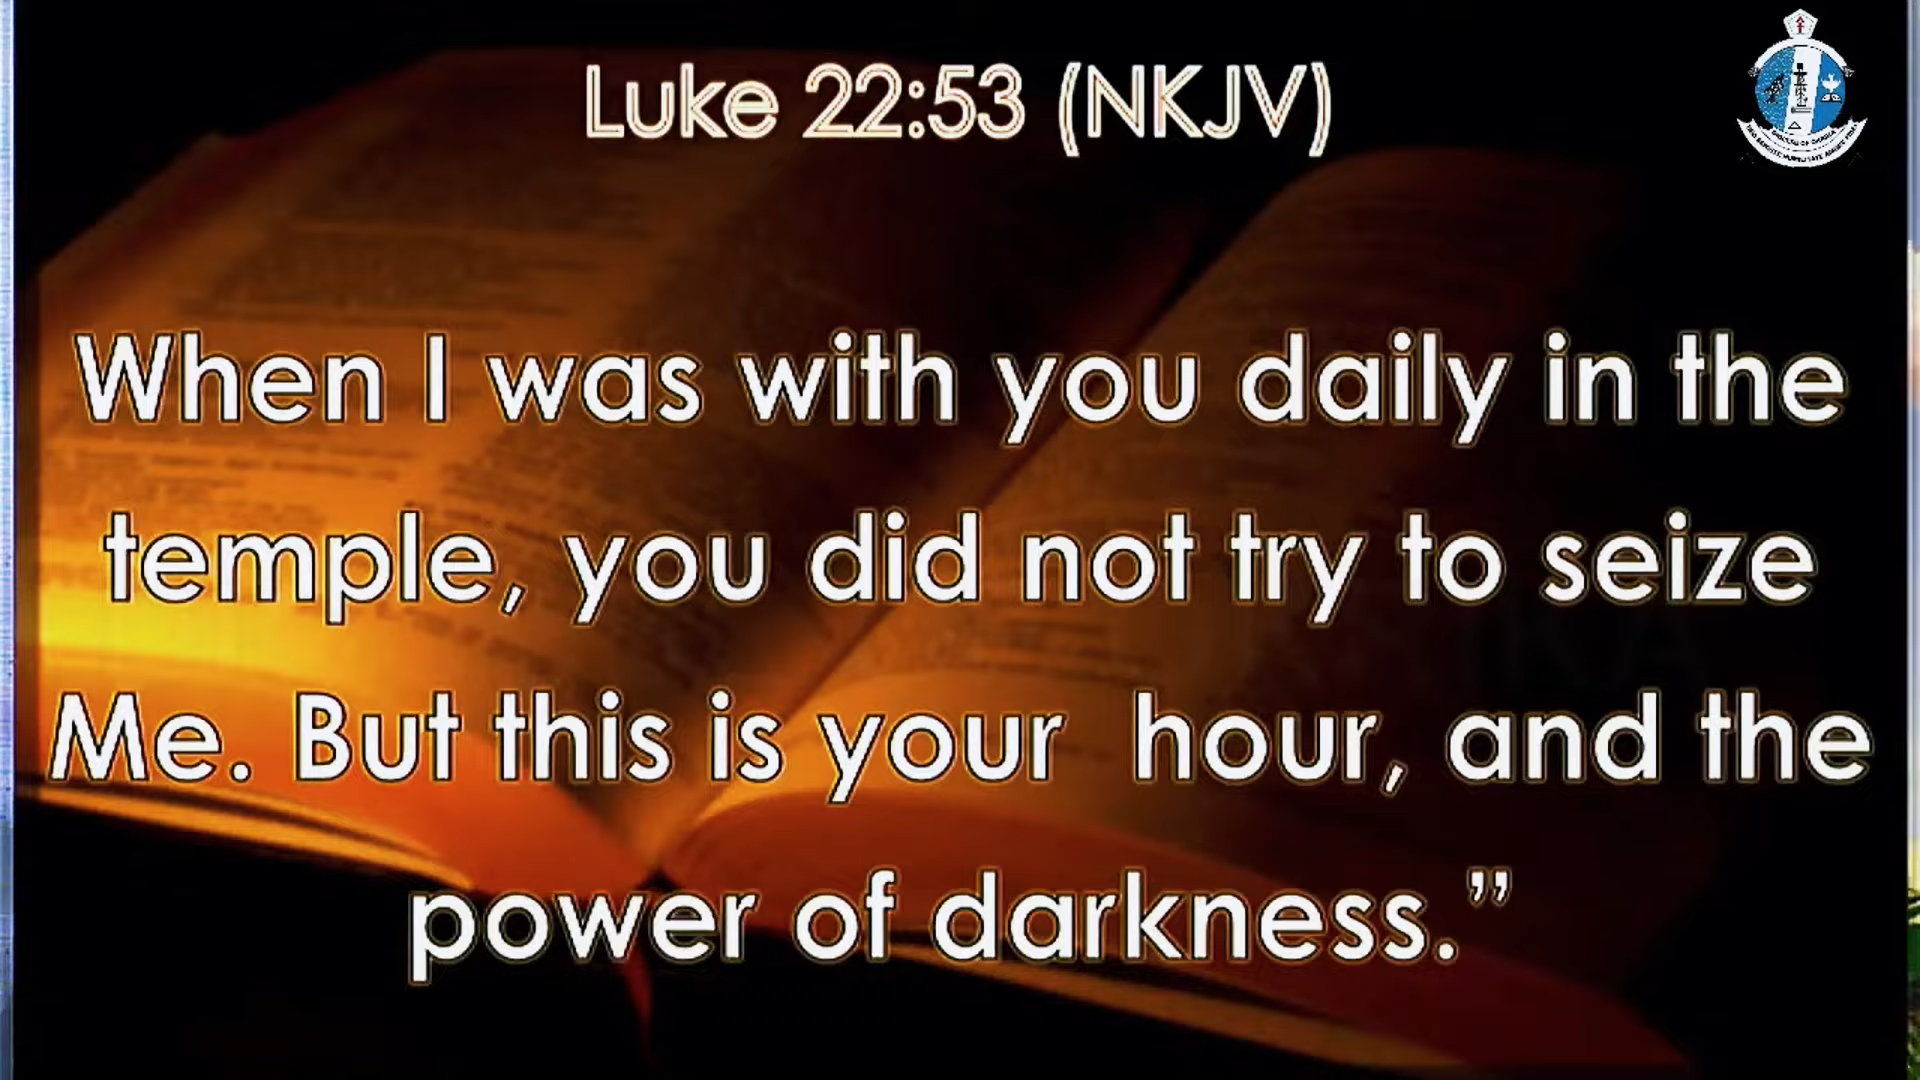 Luke 22:53 (NKJV)
When I was with you daily in the
temple, you did not try to seize
Me. But this is your hour, and the
power of darkness.”